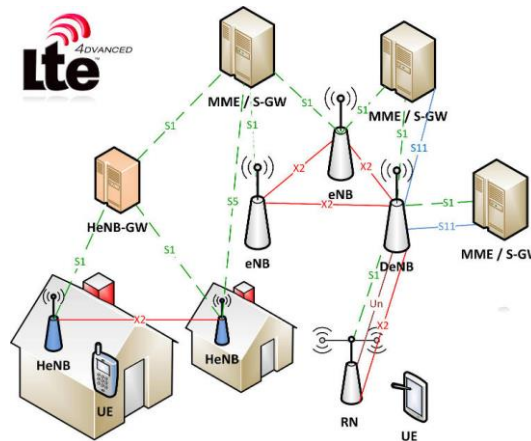 4DVANCED
Lte
MME / S-GW
MME / S-GW
S1
S1
S1
S1
S1
S11
eNB
X2
X2
HeNB-GW
S5
X2
S1
S11
eNB
DeNB
MME / S-GW
S1
S1
S1
Un
X2
X2
HeNB
HeNB
UE
RN
UE